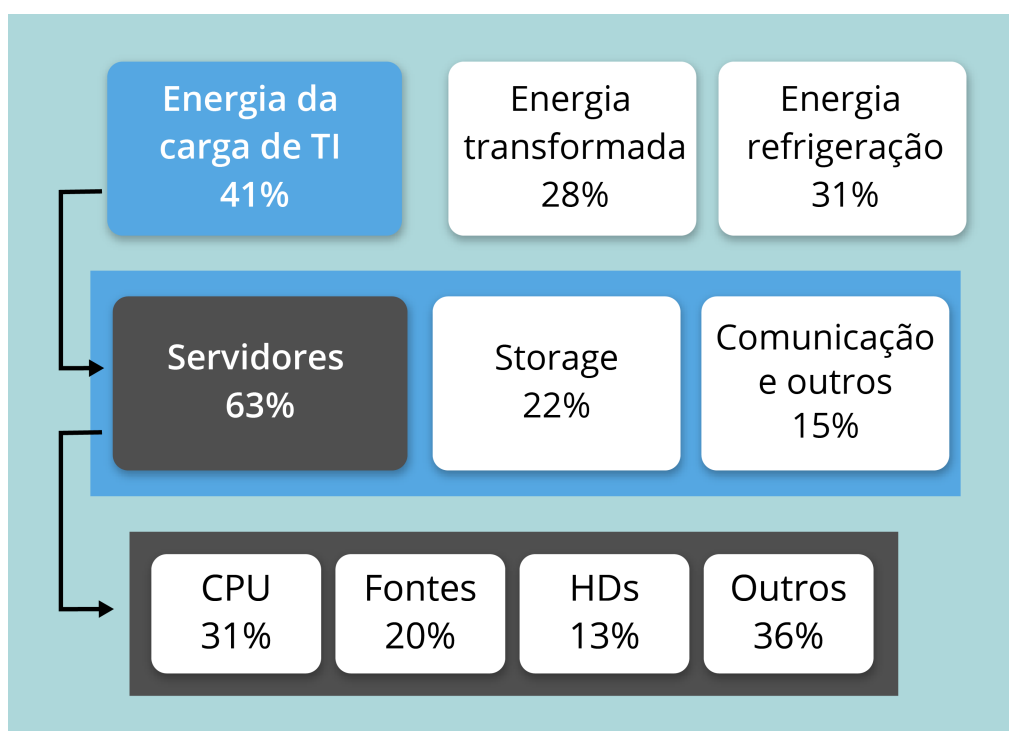 Energia da
carga de TI
41%
Energia
transformada
28%
Energia
refrigeração
31%
Servidores
63%
Storage
22%
Comunicação
e outros
15%
CPU
31%
Fontes
20%
HDs
13%
Outros
36%